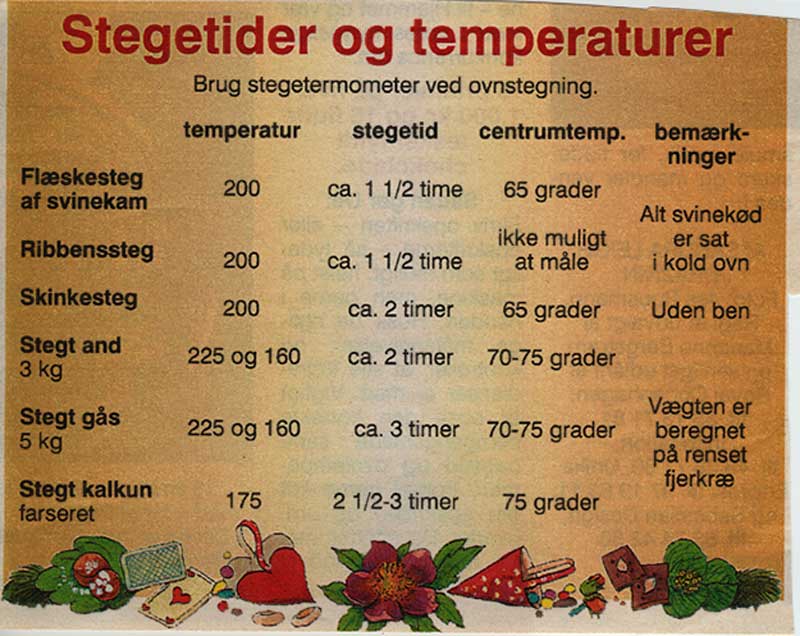 Stegetider og temperaturer
Brug stegetermometer ved ovnstegning.
temperatur stegetid centrumtemp. bemærk-
ninger
Flæskesteg
af svinekam 200 ca. 1 1/2 time 65 grader
Ribbenssteg 200 ca. 1 1/2 time ikke muligt
at måle
Alt svinekød
er sat
i kold ovn
Skinkesteg 200 ca. 2 timer 65 grader Uden ben
Stegt and
3 kg 225 og 160 ca. 2 timer 70-75 grader
Stegt gås
5 kg 225 og 160 ca. 3 timer 70-75 grader
Vægten er
beregnet
på renset
fjerkræ
Stegt kalkun
farseret 175 2 1/2-3 timer 75 grader